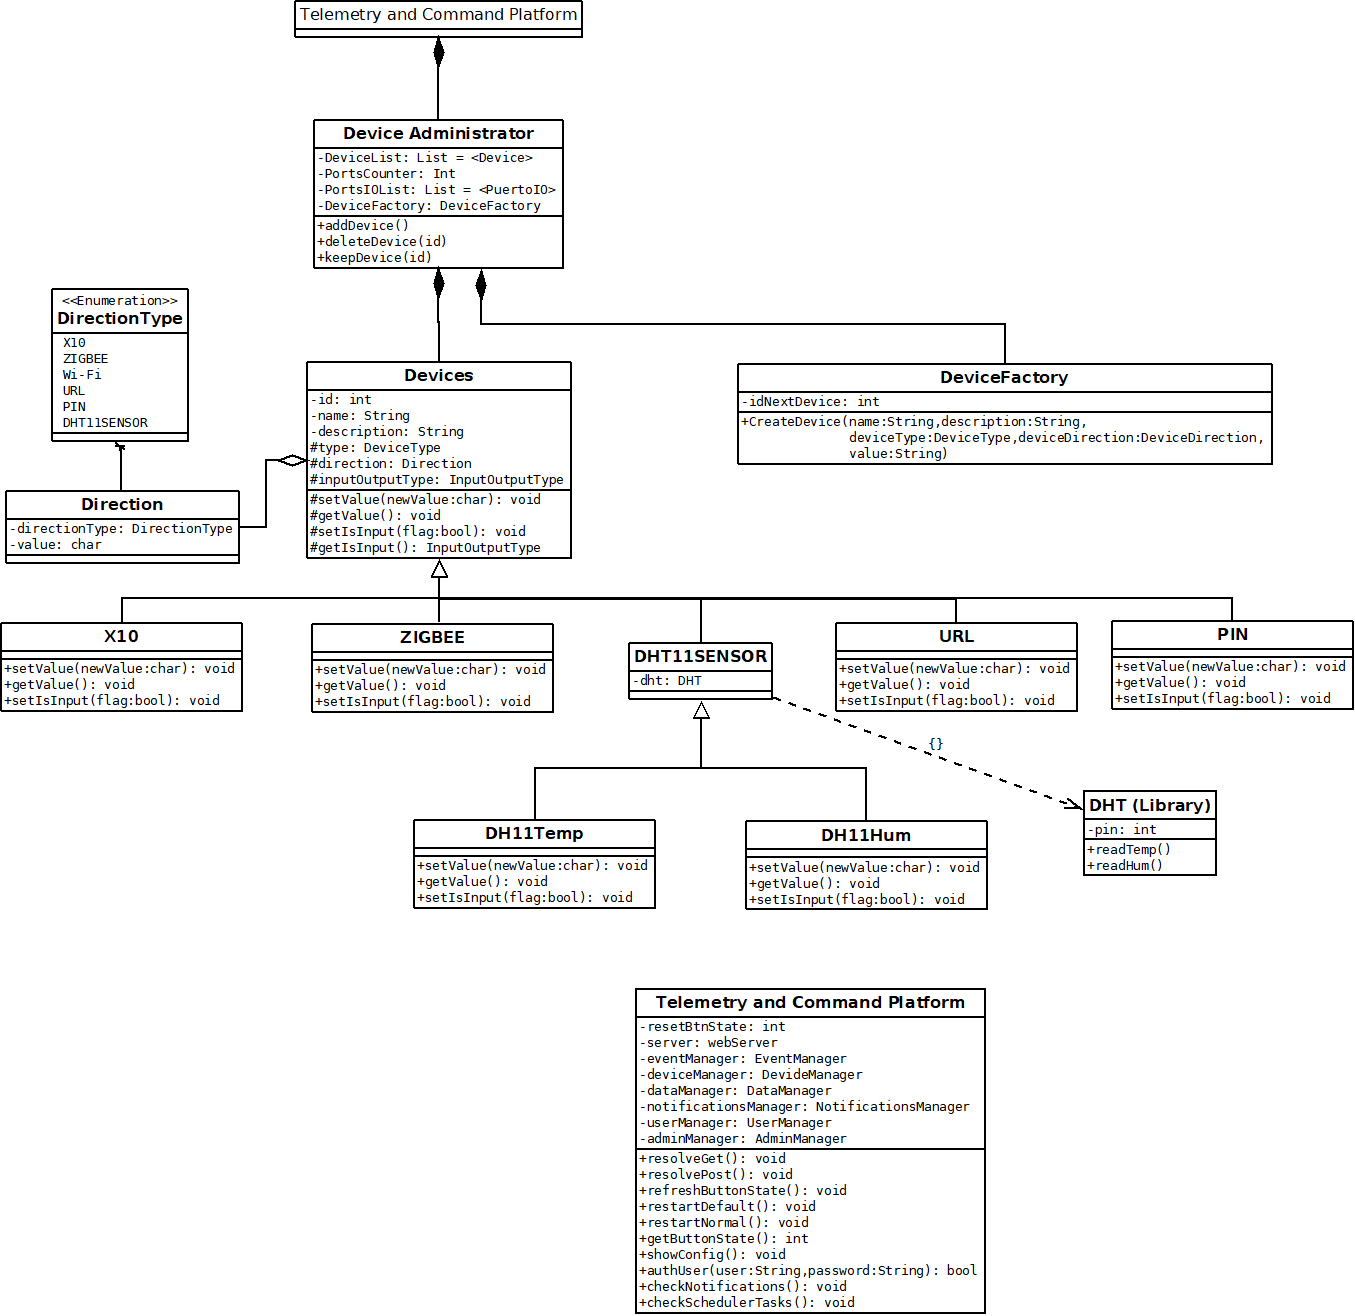 Telemetry and Command Platform
Device Administrator
-DeviceList: List = <Device>
-PortsCounter: Int
-PortsIOList: List = <PuertoIO>
-DeviceFactory: DeviceFactory
+addDevice()
+deleteDevice(id)
+keepDevice(id)
<<Enumeration>>
DirectionType
X10
ZIGBEE
Wi-Fi
URL
PIN
DHT11SENSOR
Devices
-id: int
-name: String
-description: String
#type: DeviceType
#direction: Direction
#inputOutputType: InputOutputType
#setValue(newValue:char): void
#getValue(): void
#setIsInput(flag:bool): void
#getIsInput(): InputOutputType
DeviceFactory
-idNextDevice: int
+CreateDevice(name:String,description:String,
deviceType:DeviceType,deviceDirection:DeviceDirection,
value:String)
Direction
-directionType: DirectionType
-value: char
X10
+setValue(newValue:char): void
+getValue(): void
+setIsInput(flag:bool): void
ZIGBEE
+setValue(newValue:char): void
+getValue(): void
+setIsInput(flag:bool): void
DHT11SENSOR
-dht: DHT
URL
+setValue(newValue:char): void
+getValue(): void
+setIsInput(flag:bool): void
PIN
+setValue(newValue:char): void
+getValue(): void
+setIsInput(flag:bool): void
{}
DHT (Library)
-pin: int
+readTemp()
+readHum()
DH11Temp
+setValue(newValue:char): void
+getValue(): void
+setIsInput(flag:bool): void
DH11Hum
+setValue(newValue:char): void
+getValue(): void
+setIsInput(flag:bool): void
Telemetry and Command Platform
-resetBtnState: int
-server: webServer
-eventManager: EventManager
-deviceManager: DevideManager
-dataManager: DataManager
-notificationsManager: NotificationsManager
-userManager: UserManager
-adminManager: AdminManager
+resolveGet(): void
+resolvePost(): void
+refreshButtonState(): void
+restartDefault(): void
+restartNormal(): void
+getButtonState(): int
+showConfig(): void
+authUser(user:String,password:String): bool
+checkNotifications(): void
+checkSchedulerTasks(): void